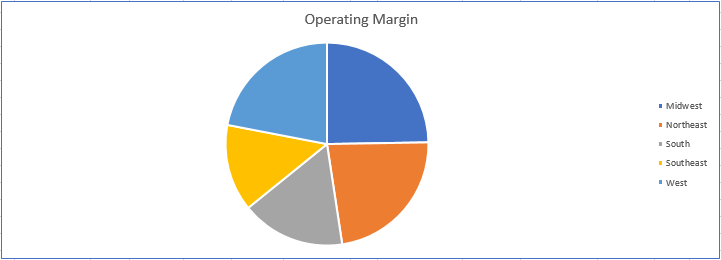 Operating Margin
Midwest
Northeast
South
Southeast
West